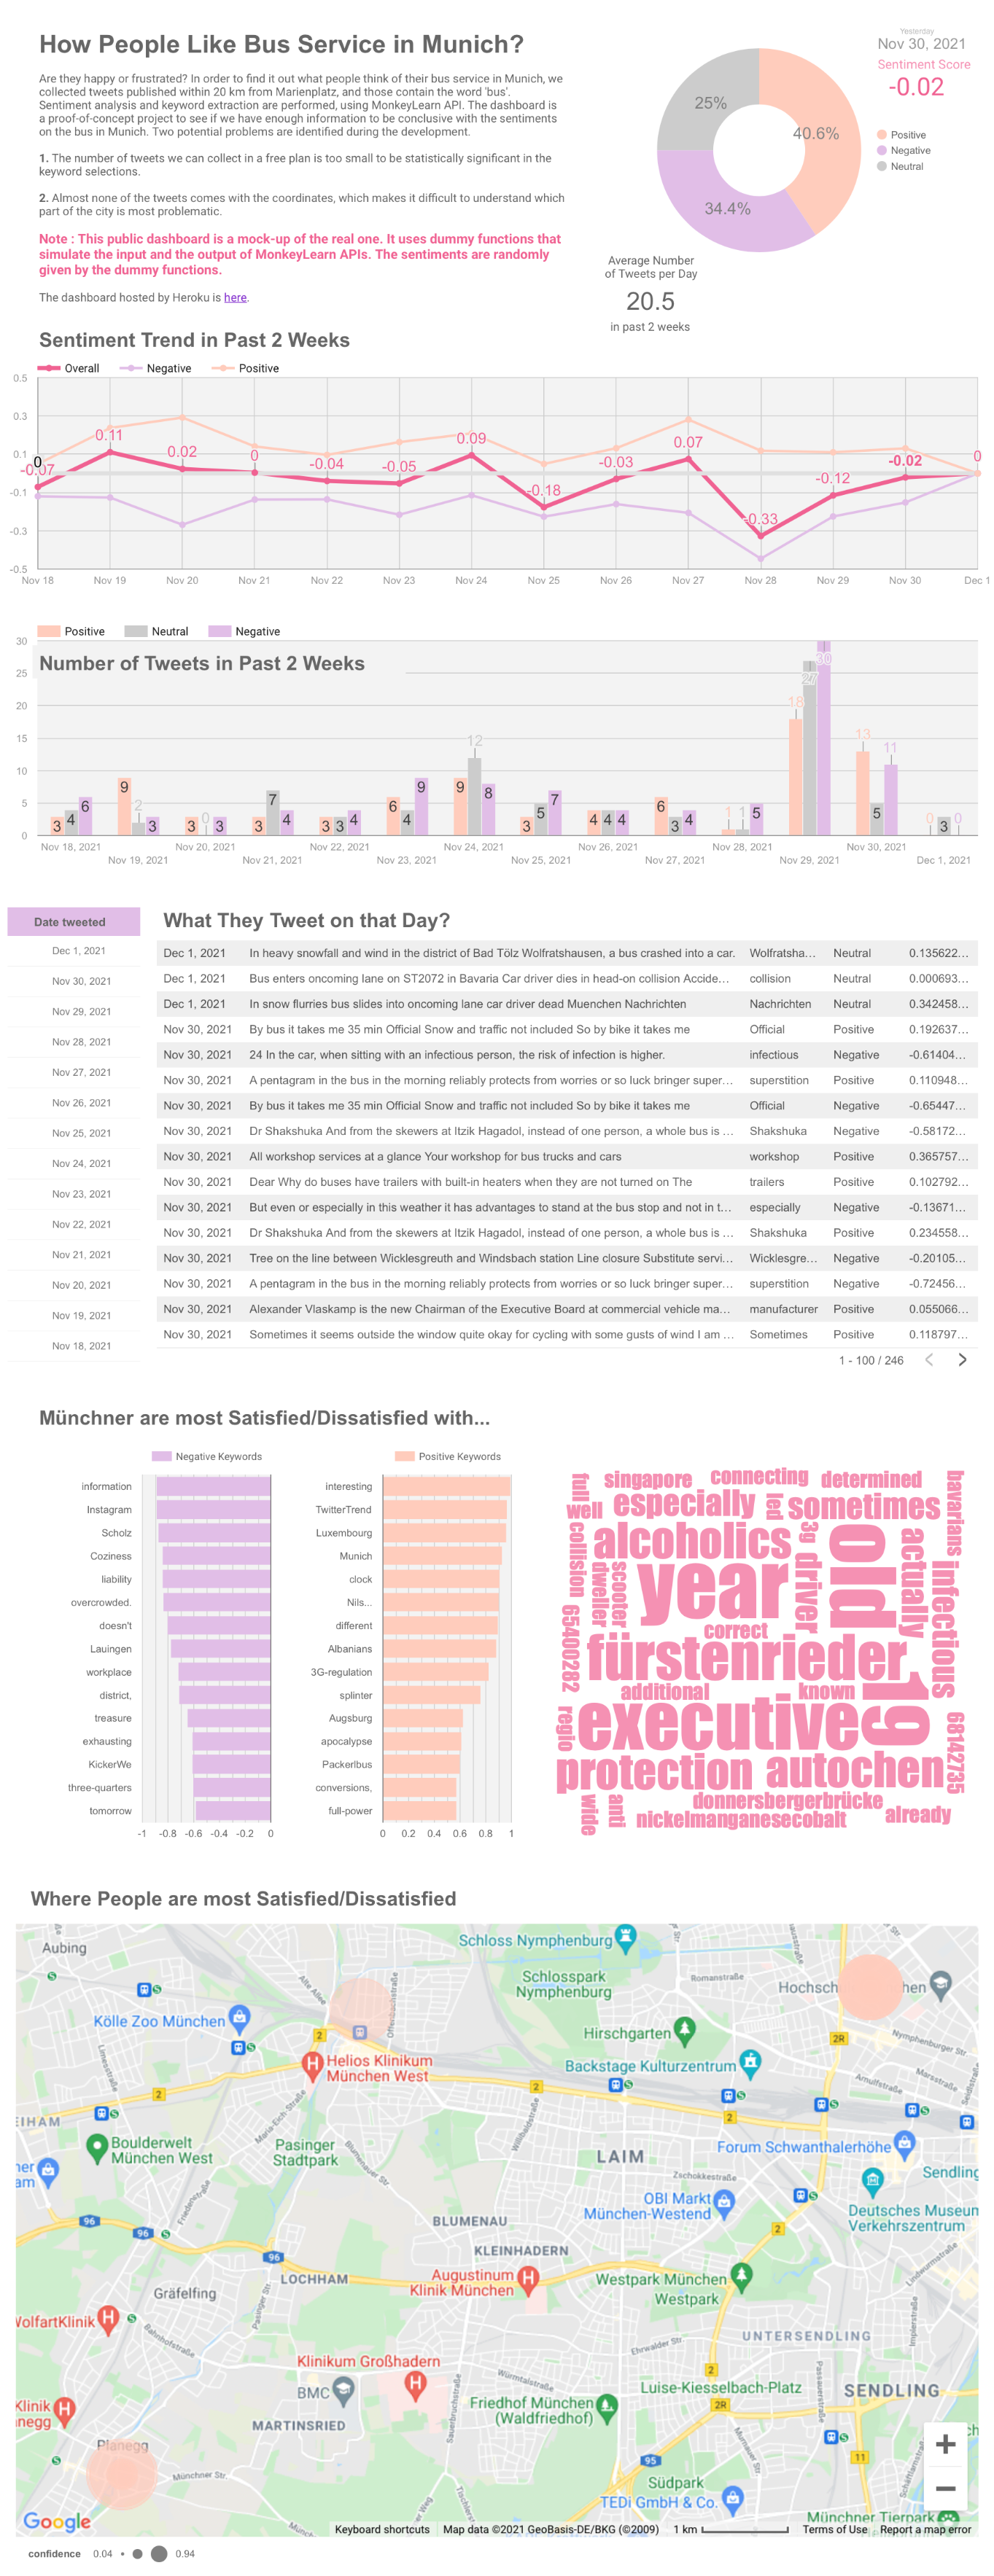 How People Like Bus Service in Munich?
Are they happy or frustrated? In order to find it out what people think of their bus service in Munich, we
collected tweets published within 20 km from Marienplatz, and those contain the word 'bus'.
Sentiment analysis and keyword extraction are performed, using MonkeyLearn API. The dashboard is
a proof-of-concept project to see if we have enough information to be conclusive with the sentiments
on the bus in Munich. Two potential problems are identified during the development.
1. The number of tweets we can collect in a free plan is too small to be statistically significant in the
keyword selections.
2. Almost none of the tweets comes with the coordinates, which makes it difficult to understand which
part of the city is most problematic.
Note : This public dashboard is a mock-up of the real one. It uses dummy functions that
simulate the input and the output of MonkeyLearn APIs. The sentiments are randomly
given by the dummy functions.
The dashboard hosted by Heroku is here.
Yesterday
Nov 30, 2021
Sentiment Score
-0.02
Positive
Negative
Neutral
25%
40.6%
34.4%
Average Number
of Tweets per Day
20.5
in past 2 weeks
Sentiment Trend in Past 2 Weeks
Overall Negative Positive
0.5
0.3
0.1
-0.1
-0.3
-0.5
0
-0.07
0.11
0.02
0
-0.04
-0.05
0.09
-0.18
-0.03
0.07
-0.33
-0.12
-0.02
0
Nov 18 Nov 19 Nov 20 Nov 21 Nov 22 Nov 23 Nov 24 Nov 25 Nov 26 Nov 27 Nov 28 Nov 29 Nov 30 Dec 1
Positive Neutral Negative
Number of Tweets in Past 2 Weeks
30
25
20
15
10
5
0
3 4 6
9 2 3
3 0 3
3 7 4
3 3 4
6 4 9
9 12 8
3 5 7
4 4 4
6 3 4
1 1 5
18 27 30
13 5 11
0 3 0
Nov 18, 2021 Nov 20, 2021 Nov 22, 2021 Nov 24, 2021 Nov 26, 2021 Nov 28, 2021 Nov 30, 2021
Nov 19, 2021 Nov 21, 2021 Nov 23, 2021 Nov 25, 2021 Nov 27, 2021 Nov 29, 2021 Dec 1, 2021
Date tweeted
Dec 1, 2021
Nov 30, 2021
Nov 29, 2021
Nov 28, 2021
Nov 27, 2021
Nov 26, 2021
Nov 25, 2021
Nov 24, 2021
Nov 23, 2021
Nov 22, 2021
Nov 21, 2021
Nov 20, 2021
Nov 19, 2021
Nov 18, 2021
What They Tweet on that Day?
Dec 1, 2021 In heavy snowfall and wind in the district of Bad Tölz Wolfratshausen, a bus crashed into a car. Wolfratsha... Neutral 0.135622...
Dec 1, 2021 Bus enters oncoming lane on ST2072 in Bavaria Car driver dies in head-on collision Accide... collision Neutral 0.000693...
Dec 1, 2021 In snow flurries bus slides into oncoming lane car driver dead Muenchen Nachrichten Nachrichten Neutral 0.342458...
Nov 30, 2021 By bus it takes me 35 min Official Snow and traffic not included So by bike it takes me Official Positive 0.192637...
Nov 30, 2021 24 In the car, when sitting with an infectious person, the risk of infection is higher. infectious Negative -0.61404...
Nov 30, 2021 A pentagram in the bus in the morning reliably protects from worries or so luck bringer super... superstition Positive 0.110948...
Nov 30, 2021 By bus it takes me 35 min Official Snow and traffic not included So by bike it takes me Official Negative -0.65447...
Nov 30, 2021 Dr Shakshuka And from the skewers at Itzik Hagadol, instead of one person, a whole bus is ... Shakshuka Negative -0.58172...
Nov 30, 2021 All workshop services at a glance Your workshop for bus trucks and cars workshop Positive 0.365757...
Nov 30, 2021 Dear Why do buses have trailers with built-in heaters when they are not turned on The trailers Positive 0.102792...
Nov 30, 2021 But even or especially in this weather it has advantages to stand at the bus stop and not in t... especially Negative -0.13671...
Nov 30, 2021 Dr Shakshuka And from the skewers at Itzik Hagadol, instead of one person, a whole bus is ... Shakshuka Positive 0.234558...
Nov 30, 2021 Tree on the line between Wicklesgreuth and Windsbach station Line closure Substitute servi... Wicklesgre... Negative -0.20105...
Nov 30, 2021 A pentagram in the bus in the morning reliably protects from worries or so luck bringer super... superstition Negative -0.72456...
Nov 30, 2021 Alexander Vlaskamp is the new Chairman of the Executive Board at commercial vehicle ma... manufacturer Positive 0.055066...
Nov 30, 2021 Sometimes it seems outside the window quite okay for cycling with some gusts of wind I am ... Sometimes Positive 0.118797...
1 - 100 / 246
Münchner are most Satisfied/Dissatisfied with...
Negative Keywords
information
Instagram
Scholz
Coziness
liability
overcrowded.
doesn't
Lauingen
workplace
district,
treasure
exhausting
KickerWe
three-quarters
tomorrow
-1 -0.8 -0.6 -0.4 -0.2 0
Positive Keywords
interesting
TwitterTrend
Luxembourg
Munich
clock
Nils...
different
Albanians
3G-regulation
splinter
Augsburg
apocalypse
Packerlbus
conversions,
full-power
0 0.2 0.4 0.6 0.8 1
full
singapore
connecting
determined
bavarians
well
especially
led
sometimes
collision
alcoholics
3g
old
actually
dweller
scooter
year
driver
infectious
65400282
correct
fürstenrieder
additional
known
19
regio
executive
68142735
protection
autochen
wide
anti
donnersbergerbrücke
nickelmanganesecobalt
already
Where People are most Satisfied/Dissatisfied
Aubing
Schloss Nymphenburg
Schlosspark
Nymphenburg
Romanstraße
Hochsch
hen
Alte Allee
Offenbachstraße
Kölle Zoo München
Hirschgarten
2
2R
Nymphenburger Str.
Limesstraße
Helios Klinikum
München West
Backstage Kulturzentrum
Arnulfstraße
Marsstraße
2
2
2
EIHAM
Maria-Eich-Straße
Boulderwelt
München West
Pasinger
Stadtpark
Blumenauer Str.
Willibaldstraße
LAIM
Forum Schwanthalerhöhe
Zschokkestraße
Sendling
ner
am
OBI Markt
München-Westend
Deutsches Museum
Verkehrszentrum
Friedenstraße
BLUMENAU
2
96
96
96
KLEINHADERN
Lindwurmstraße
LOCHHAM
Augustinum
Klinik München
Westpark München
Westpark
Gräfelfing
Pasinger Str.
WolfartKlinik
Bahnhofstraße
Implerstraße
UNTERSENDLING
Ehrwalder Str.
Klinikum Großhadern
2
Würmtalstraße
Luise-Kiesselbach-Platz
Passauerstraße
SENDLING
BMC
2R
Klinik
negg
Friedhof München
(Waldfriedhof)
Sauerbruchstraße
MARTINSRIED
Planegg
95
11
Münchner Str.
Südpark
TEDi GmbH & Co.
Münchner Tierpark
Google
Keyboard shortcuts Map data ©2021 GeoBasis-DE/BKG (©2009) 1 km Terms of Use Report a map error
confidence 0.04 0.94